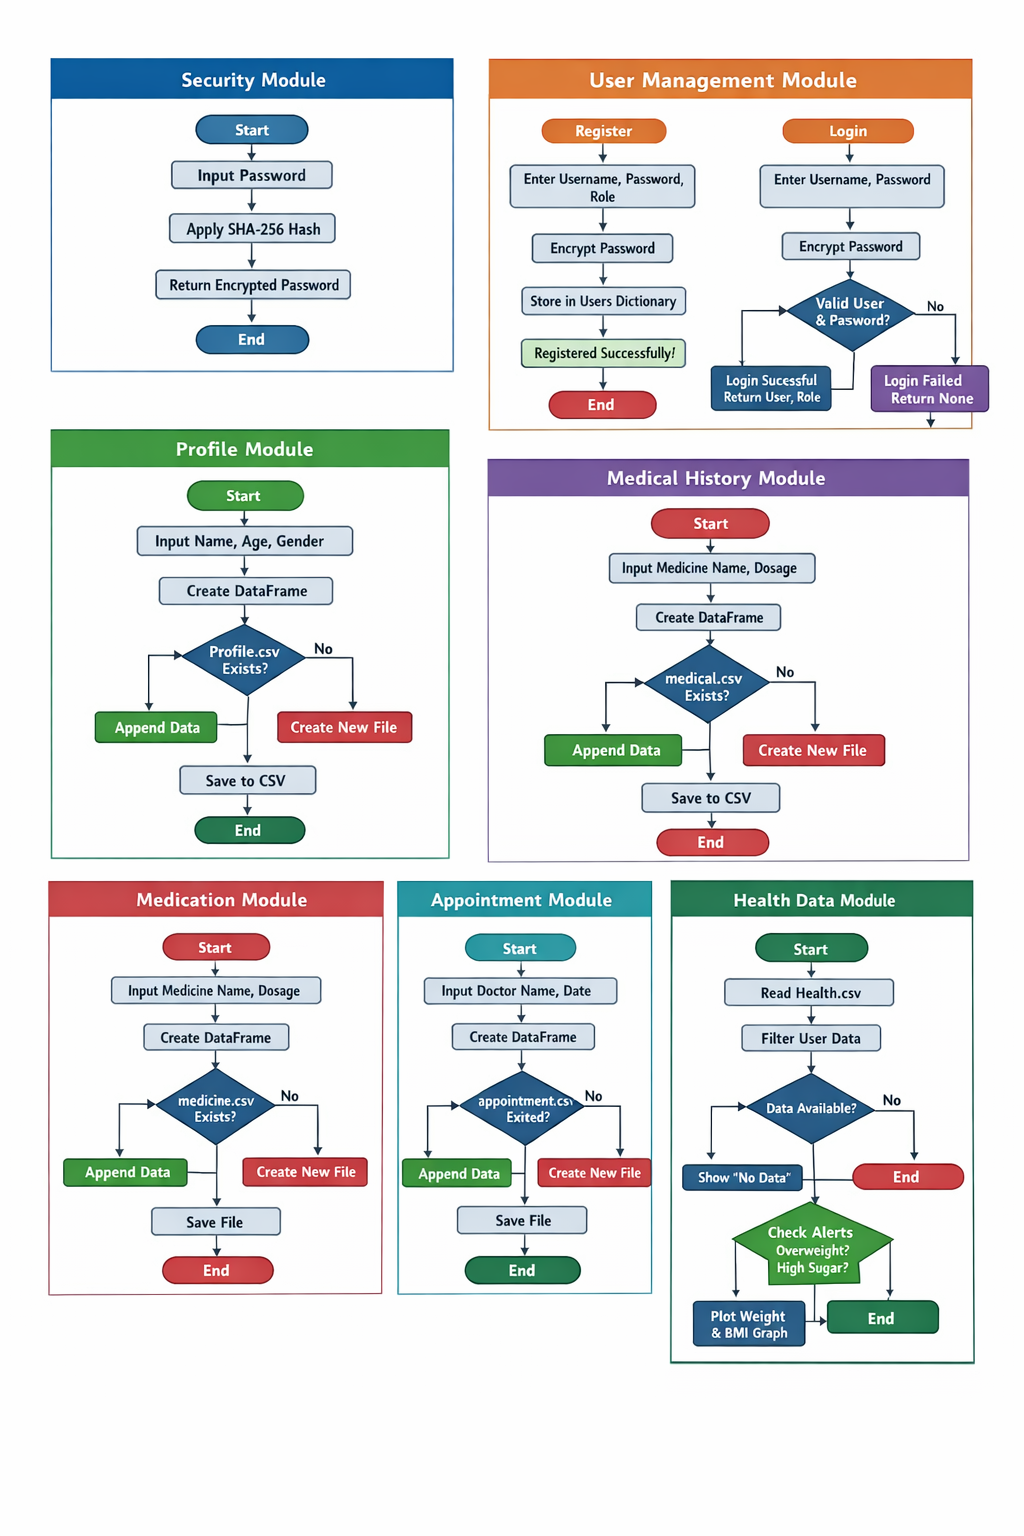 Security Module
Start
Input Password
Apply SHA-256 Hash
Return Encrypted Password
End
User Management Module
Register
Enter Username, Password,
Role
Encrypt Password
Store in Users Dictionary
Registered Successfully!
End
Login
Enter Username, Password
Encrypt Password
Valid User
& Pasword?
No
Login Sucessful
Return User, Role
Login Failed
Return None
Profile Module
Start
Input Name, Age, Gender
Create DataFrame
Profile.csv
Exists?
No
Append Data
Create New File
Save to CSV
End
Medical History Module
Start
Input Medicine Name, Dosage
Create DataFrame
medical.csv
Exists?
No
Append Data
Create New File
Save to CSV
End
Medication Module
Start
Input Medicine Name, Dosage
Create DataFrame
medicine.csv
Exists?
No
Append Data
Create New File
Save File
End
Appointment Module
Start
Input Doctor Name, Date
Create DataFrame
appointment.csv
Exited?
No
Append Data
Create New File
Save File
End
Health Data Module
Start
Read Health.csv
Filter User Data
Data Available?
No
Show "No Data"
End
Check Alerts
Overweight?
High Sugar?
Plot Weight
& BMI Graph
End